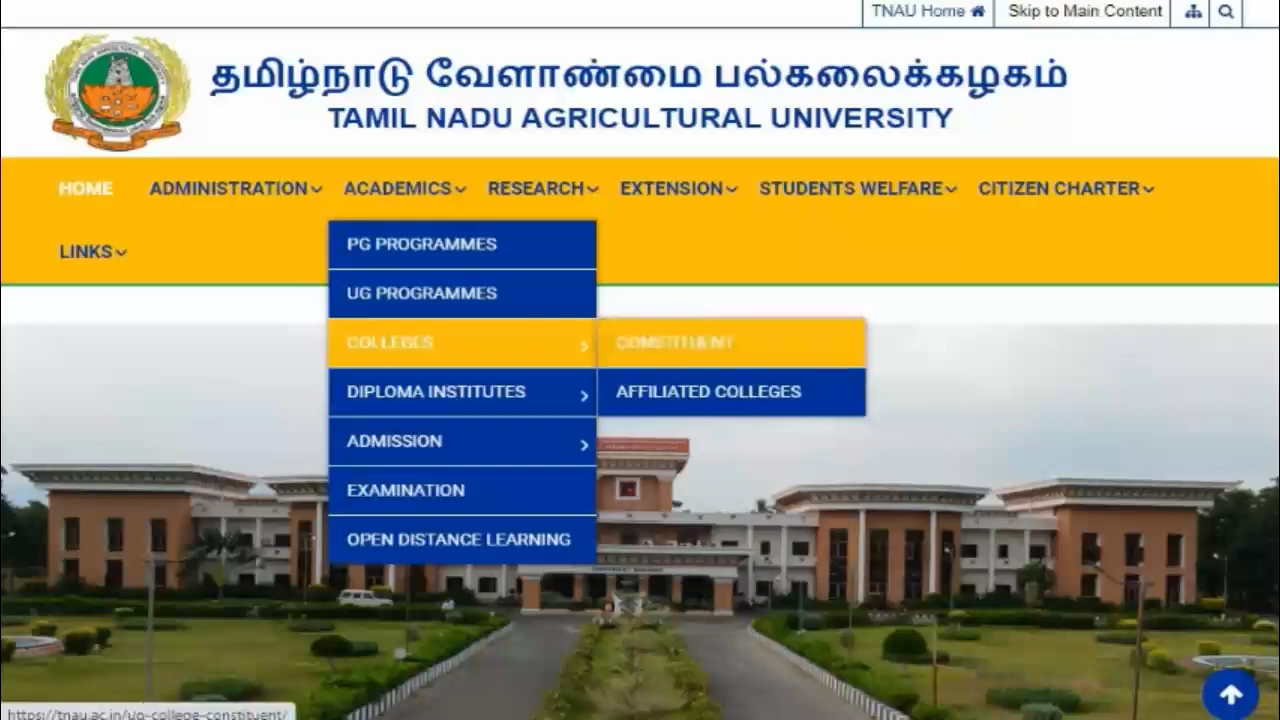 TNAU Home
Skip to Main Content
தமிழ்நாடு வேளாண்மை பல்கலைக்கழகம்
TAMIL NADU AGRICULTURAL UNIVERSITY
HOME ADMINISTRATION ACADEMICS RESEARCH EXTENSION STUDENTS WELFARE CITIZEN CHARTER
LINKS
PG PROGRAMMES
UG PROGRAMMES
COLLEGES
CONSTITUENT
DIPLOMA INSTITUTES
AFFILIATED COLLEGES
ADMISSION
EXAMINATION
OPEN DISTANCE LEARNING
https://tnau.ac.in/ug-college-constituent/